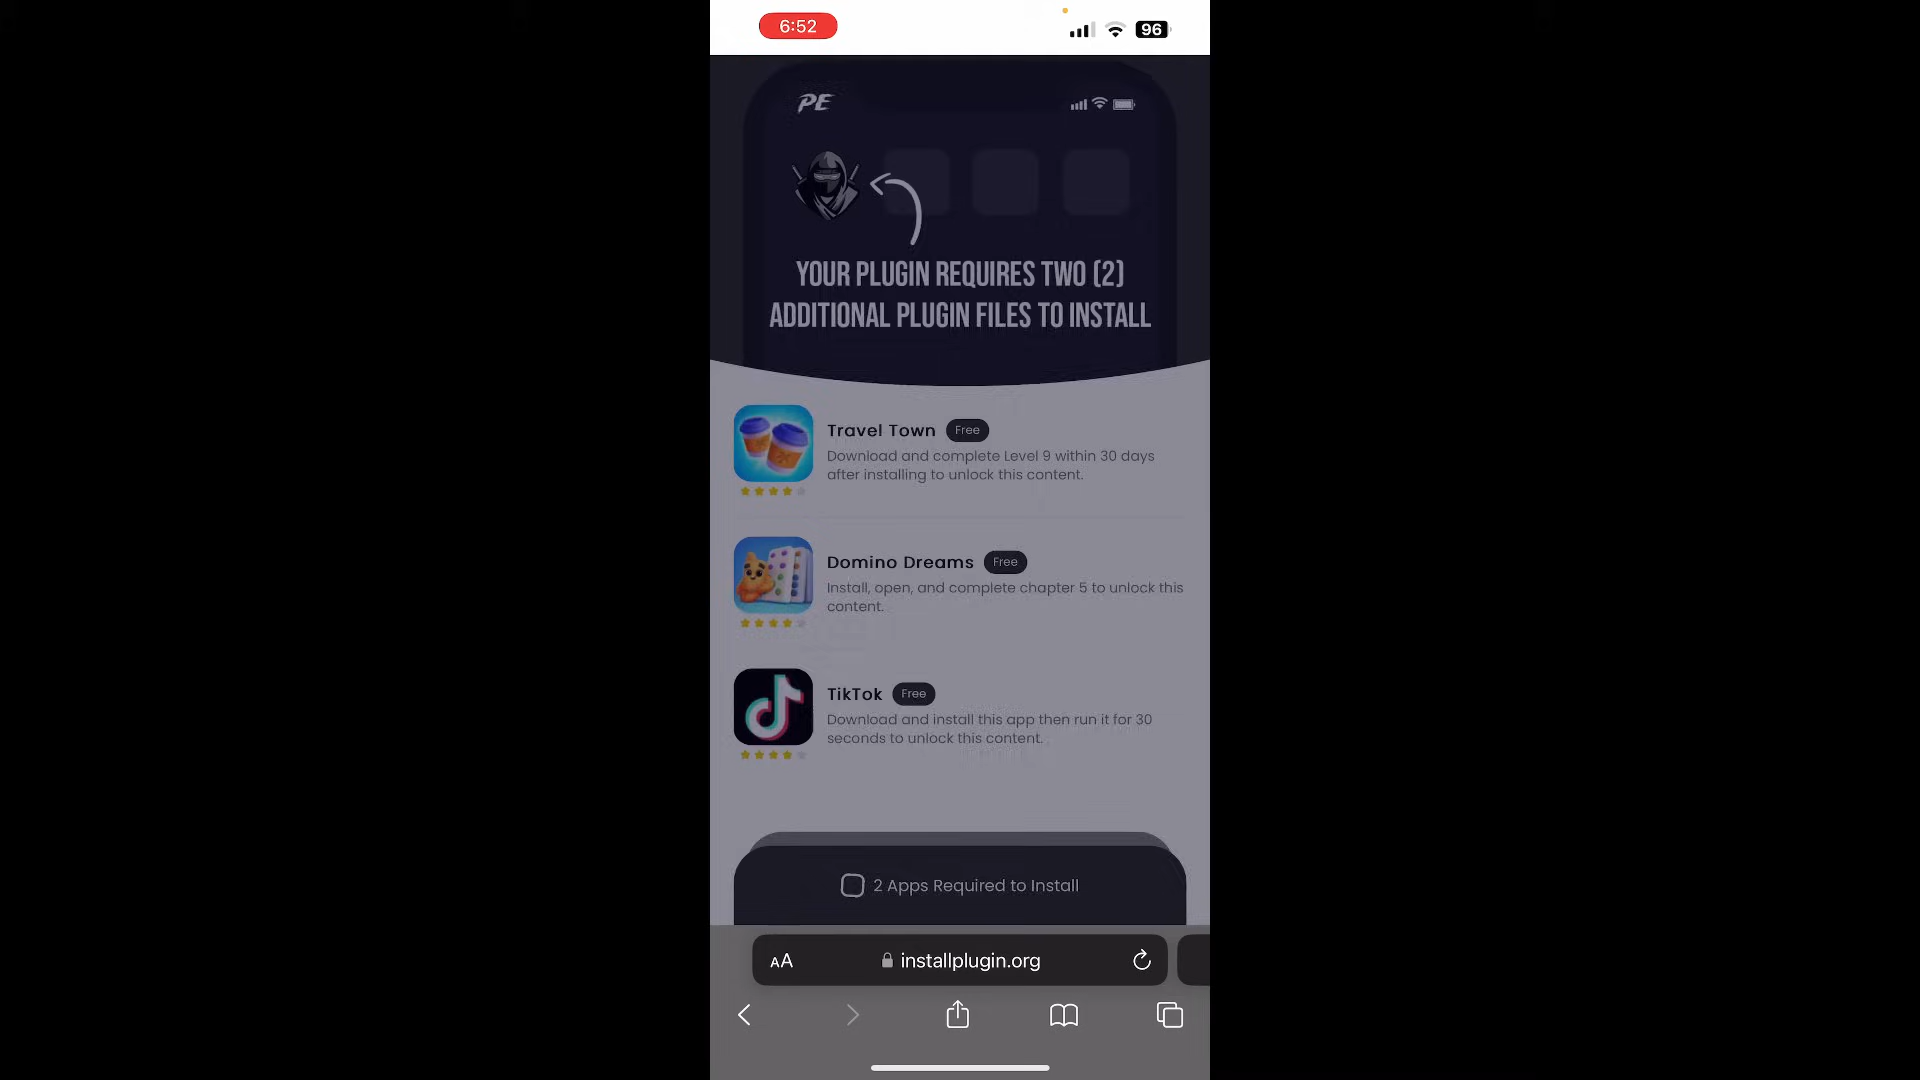 6:52
96
PE
YOUR PLUGIN REQUIRES TWO (2)
ADDITIONAL PLUGIN FILES TO INSTALL
Travel Town Free
Download and complete Level 9 within 30 days
after installing to unlock this content.
Domino Dreams Free
Install, open, and complete chapter 5 to unlock this
content.
TikTok Free
Download and install this app then run it for 30
seconds to unlock this content.
2 Apps Required to Install
AA installplugin.org